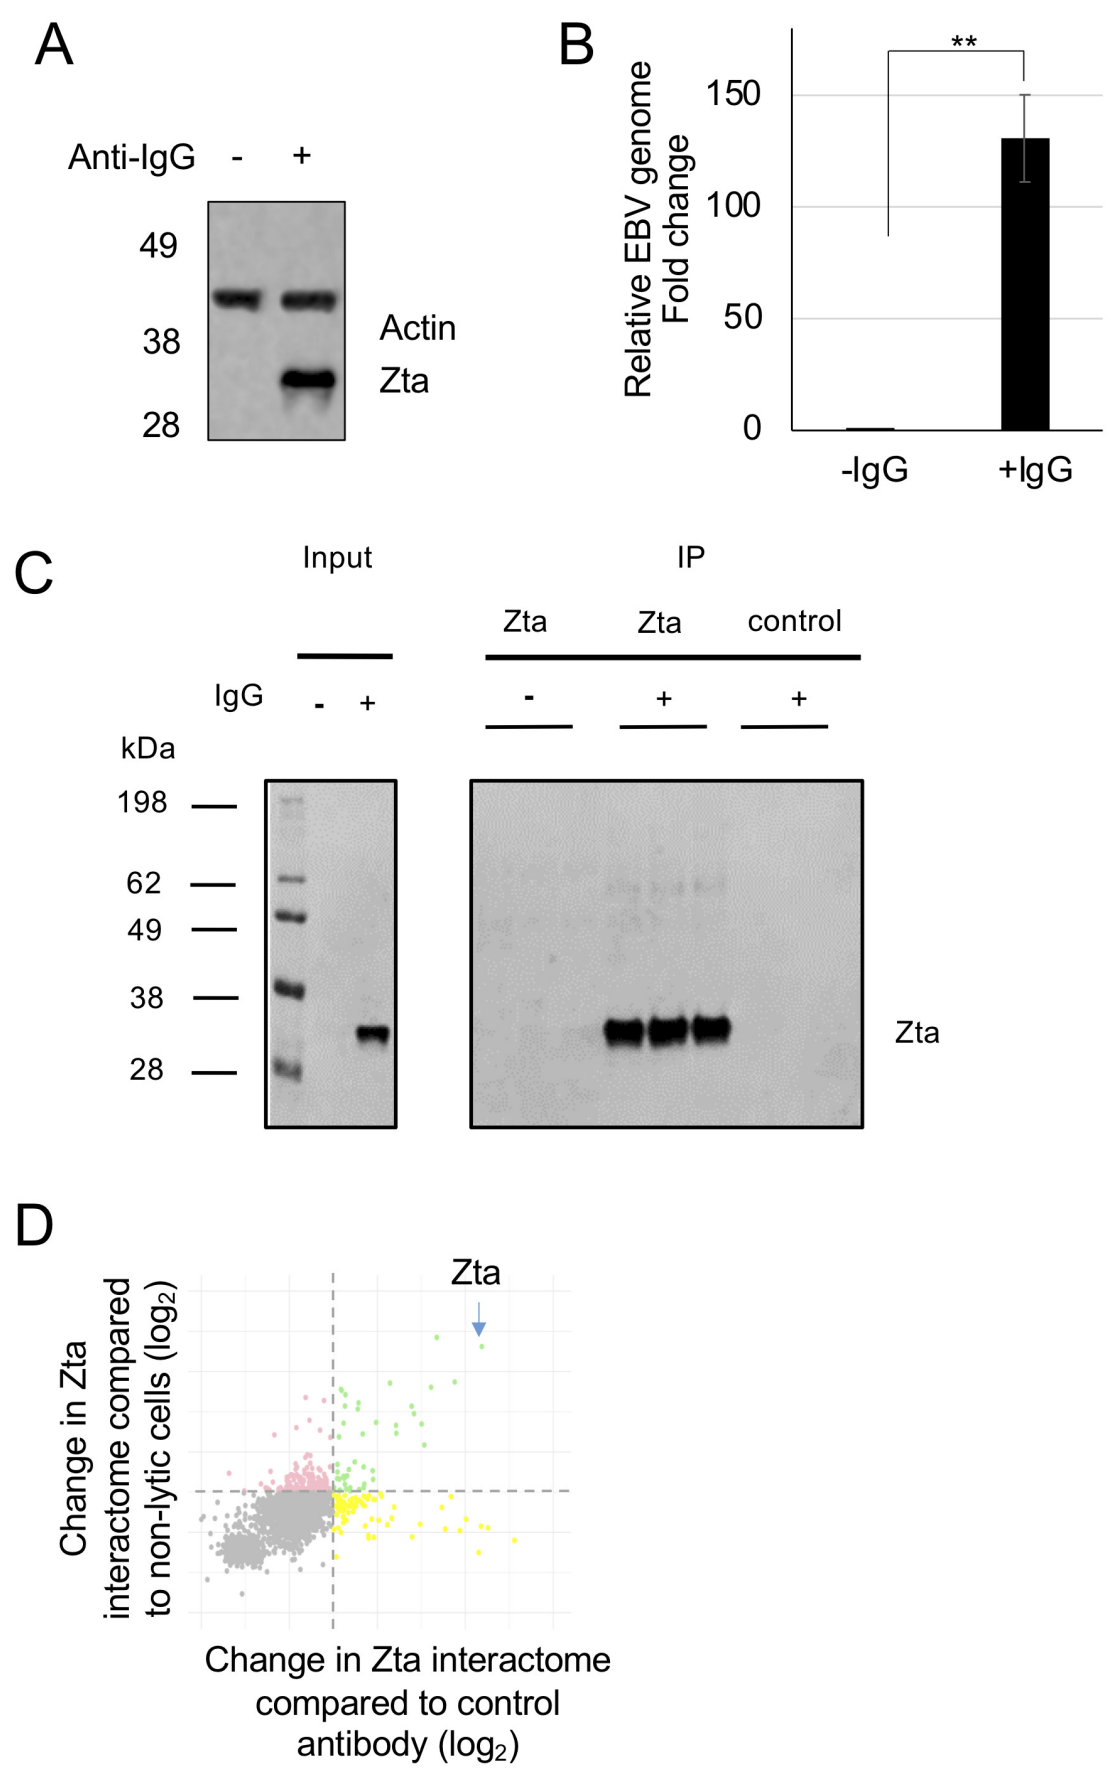 A
Anti-IgG - +
49
38
28
Actin
Zta
B
Relative EBV genome
Fold change
**
150
100
50
0
-IgG +IgG
C
Input IP
Zta Zta control
IgG - + - + +
kDa
198
62
49
38
28
Zta
D
Zta
Change in Zta
interactome compared
to non-lytic cells (log₂)
Change in Zta interactome
compared to control
antibody (log₂)